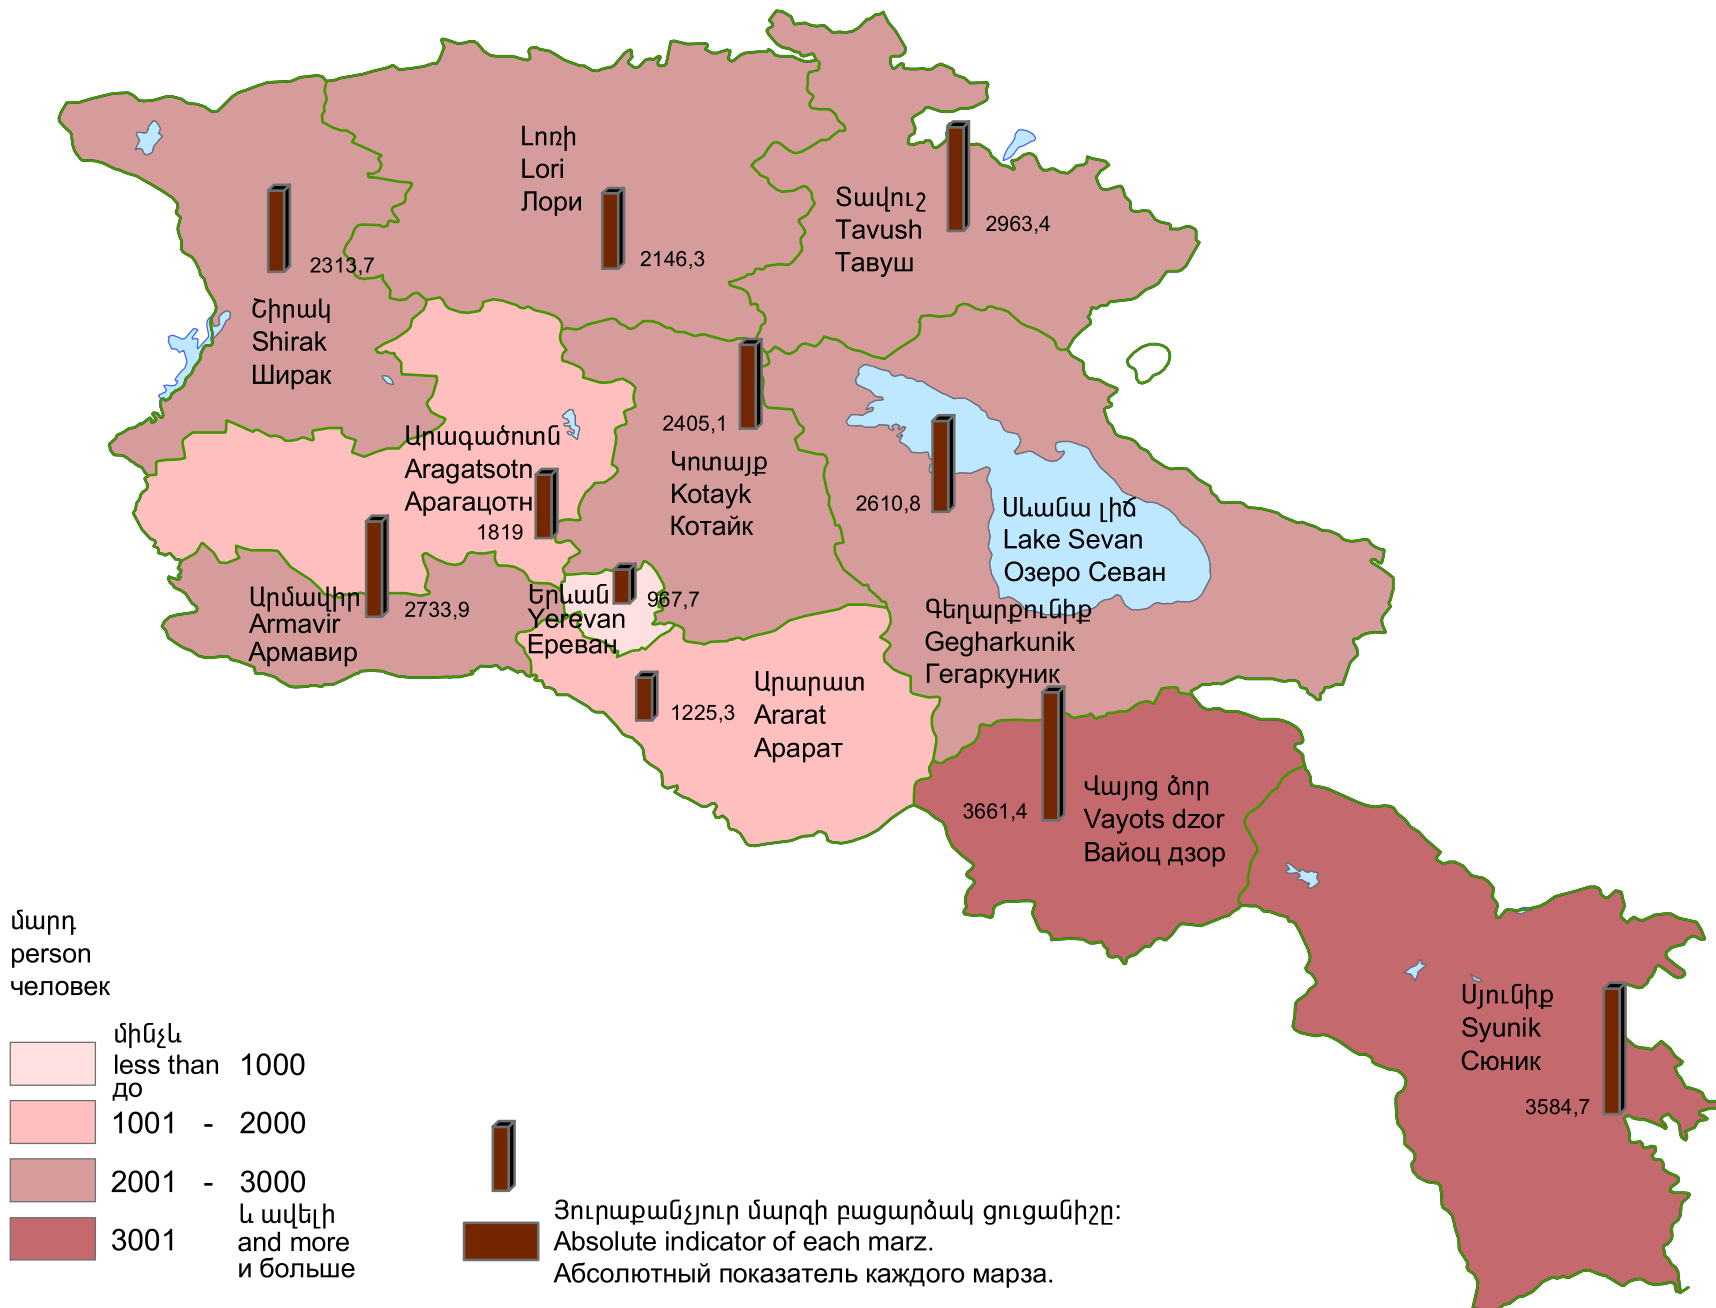 Լոռի
Lori
Лори
2146,3
Տավուշ
Tavush
Тавуш
2963,4
2313,7
Շիրակ
Shirak
Ширак
Արագածոտն
Aragatsotn
Арагацотн
1819
2405,1
Կոտայք
Kotayk
Котайк
2610,8
Սևանա լիճ
Lake Sevan
Озеро Севан
Գեղարքունիք
Gegharkunik
Гегаркуник
Արմավիր
Armavir
Армавир
2733,9
Երևան
Yerevan
Ереван
967,7
1225,3
Արարատ
Ararat
Арарат
3661,4
Վայոց ձոր
Vayots dzor
Вайоц дзор
Սյունիք
Syunik
Сюник
3584,7
մարդ
person
человек
մինչև
less than 1000
до
1001 - 2000
2001 - 3000
և ավելի
3001 and more
и больше
Յուրաքանչյուր մարզի բացարձակ ցուցանիշը:
Absolute indicator of each marz.
Абсолютный показатель каждого марза.